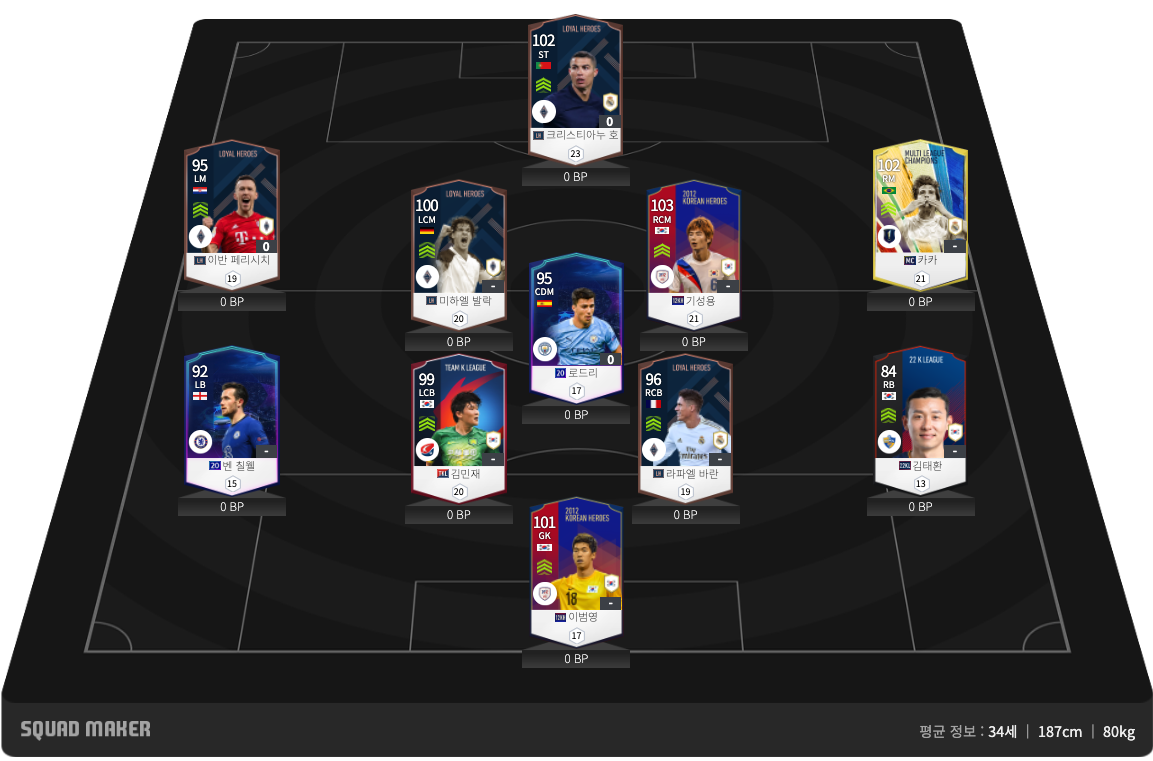 LOYAL HEROES
102
ST
0
LH 크리스티아누 호
23
0 BP
LOYAL HEROES
95
LM
0
LH 이반 페리시치
19
0 BP
LOYAL HEROES
100
LCM
-
LH 미하엘 발락
20
0 BP
2012
KOREAN HEROES
103
RCM
-
12KH 기성용
21
0 BP
MULTI LEAGUE
CHAMPIONS
102
RM
-
MC 카카
21
0 BP
95
CDM
0
20 로드리
17
0 BP
92
LB
-
20 벤 칠웰
15
0 BP
TEAM K LEAGUE
99
LCB
-
TKL 김민재
20
0 BP
LOYAL HEROES
96
RCB
Fly
Emirates
-
LH 라파엘 바란
19
0 BP
22 K LEAGUE
84
RB
-
22KL 김태환
13
0 BP
2012
KOREAN HEROES
101
GK
18
-
12KH 이범영
17
0 BP
SQUAD MAKER
평균 정보 : 34세 | 187cm | 80kg